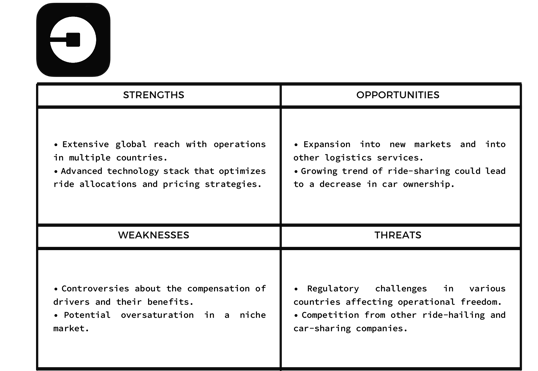 STRENGTHS
OPPORTUNITIES
• Extensive global reach with operations
in multiple countries.
• Advanced technology stack that optimizes
ride allocations and pricing strategies.
• Expansion into new markets and into
other logistics services.
• Growing trend of ride-sharing could lead
to a decrease in car ownership.
WEAKNESSES
THREATS
• Controversies about the compensation of
drivers and their benefits.
• Potential oversaturation in a niche
market.
• Regulatory challenges in various
countries affecting operational freedom.
• Competition from other ride-hailing and
car-sharing companies.